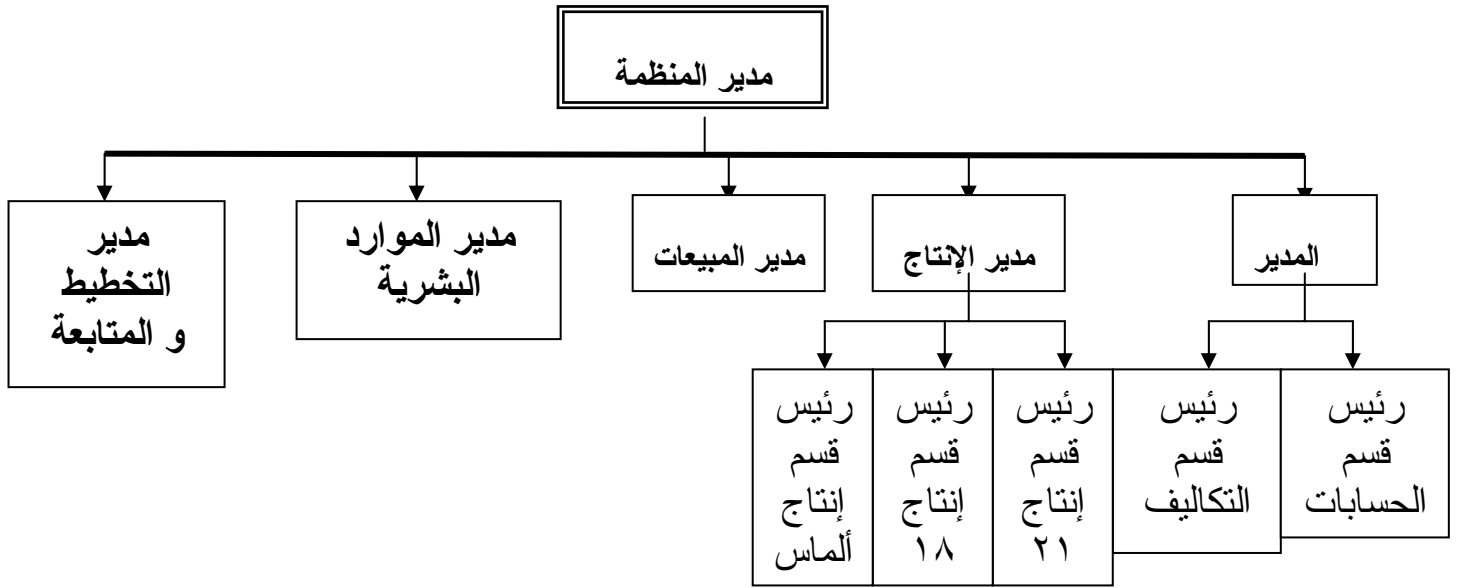 مدير المنظمة
المدير
مدير الإنتاج
مدير المبيعات
مدير الموارد
البشرية
مدير
التخطيط
و المتابعة
رئيس
قسم
الحسابات
رئيس
قسم
التكاليف
رئيس
قسم
إنتاج
٢١
رئيس
قسم
إنتاج
١٨
رئيس
قسم
إنتاج
ألماس